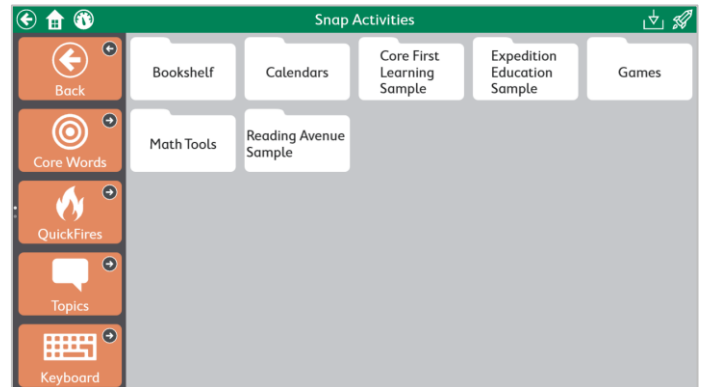 Snap Activities
Back
Core Words
QuickFires
Topics
Keyboard
Bookshelf
Calendars
Core First
Learning
Sample
Expedition
Education
Sample
Games
Math Tools
Reading Avenue
Sample